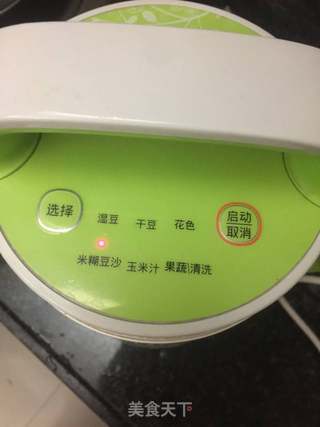 选择
湿豆 干豆 花色
启动
取消
米糊豆沙 玉米汁 果蔬|清洗
美食天下